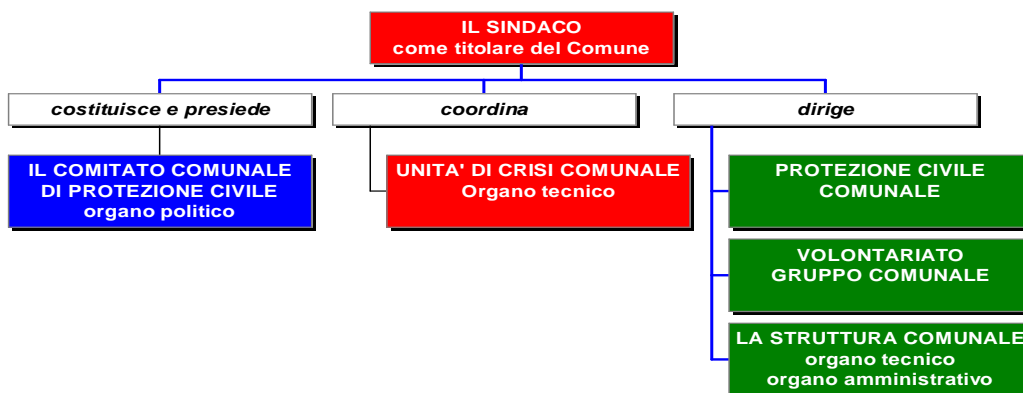 IL SINDACO
come titolare del Comune
costituisce e presiede
coordina
dirige
IL COMITATO COMUNALE
DI PROTEZIONE CIVILE
organo politico
UNITA' DI CRISI COMUNALE
Organo tecnico
PROTEZIONE CIVILE
COMUNALE
VOLONTARIATO
GRUPPO COMUNALE
LA STRUTTURA COMUNALE
organo tecnico
organo amministrativo